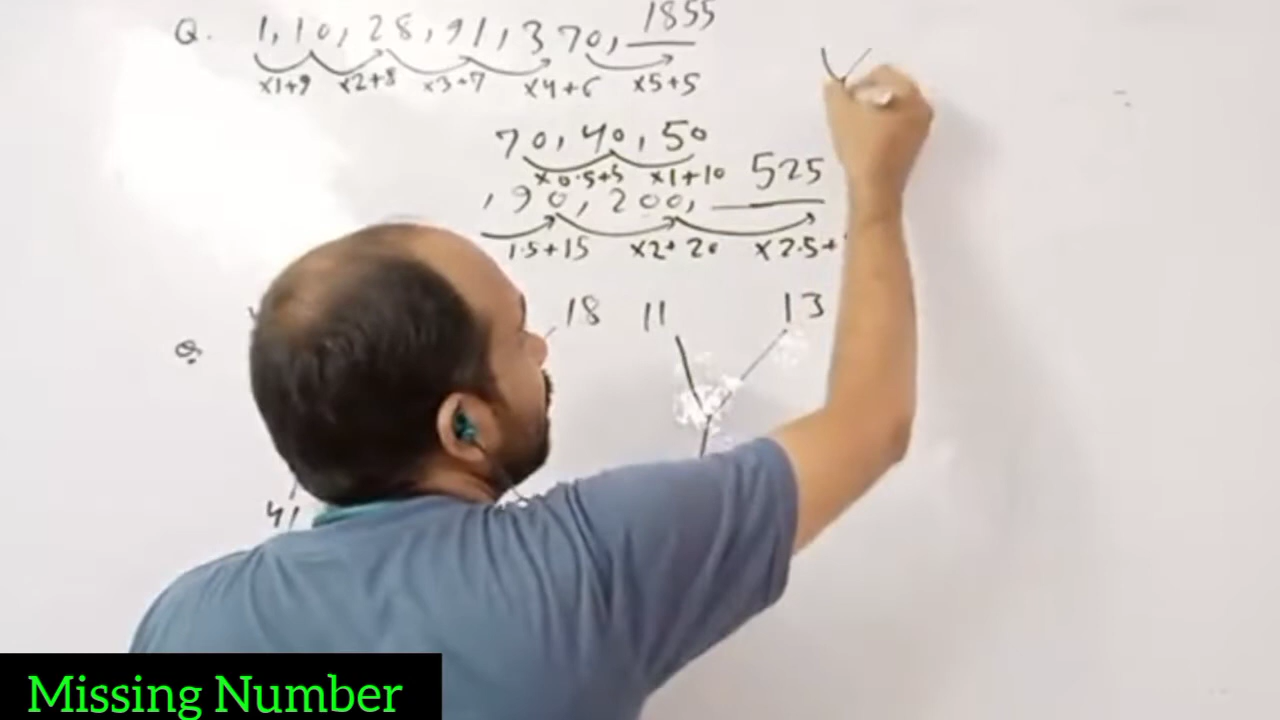 Q. 1, 10, 28, 91, 370, 1855
x1+9 x2+8 x3+7 x4+6 x5+5
70, 40, 50
x0.5+5 x1+10
, 90, 200, 525
1.5+15 x2+20 x2.5+
Q 18 11 13
41
Missing Number